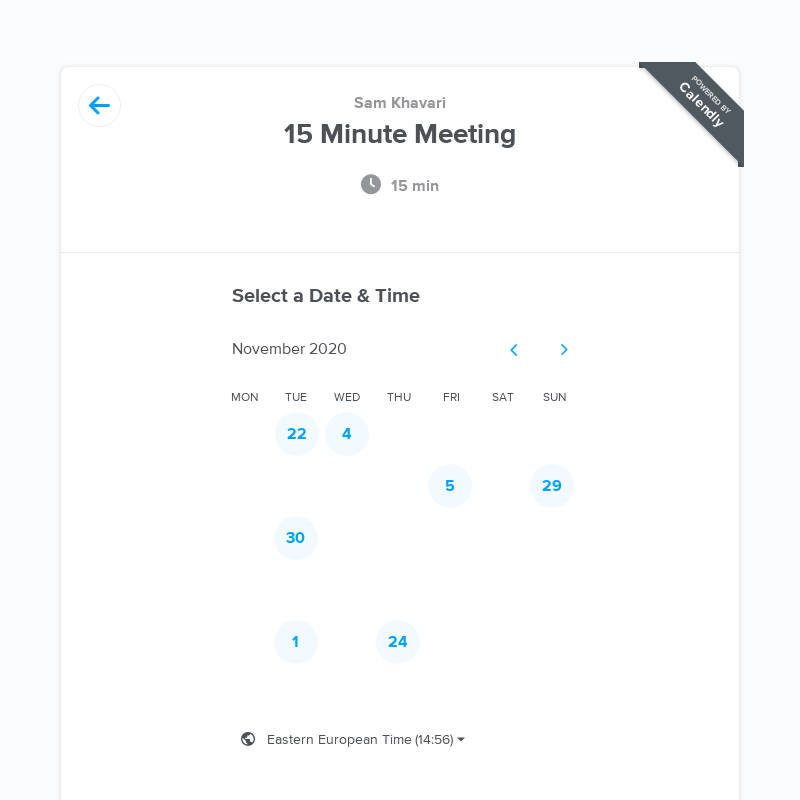 POWERED BY
Calendly
Sam Khavari
15 Minute Meeting
15 min
Select a Date & Time
November 2020
MON TUE WED THU FRI SAT SUN
22 4
5 29
30
1 24
Eastern European Time (14:56)